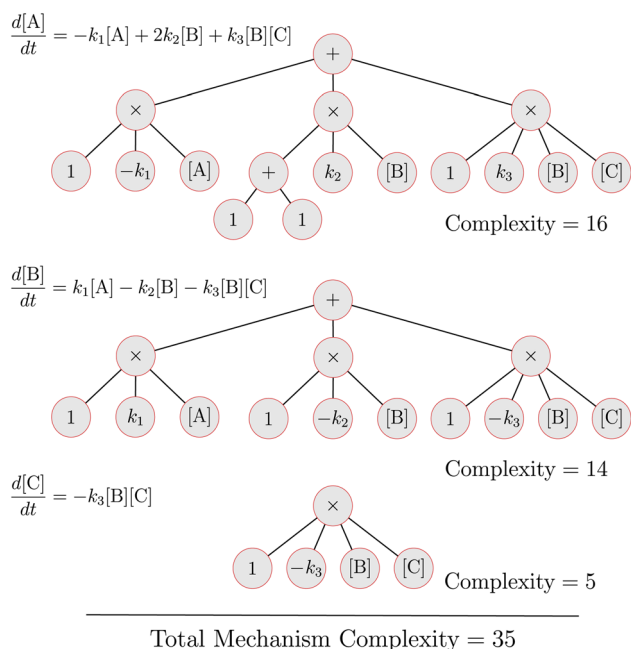 d[A]/dt = −k₁[A] + 2k₂[B] + k₃[B][C]
+
× × ×
1 −k₁ [A] + k₂ [B] 1 k₃ [B] [C]
1 1
Complexity = 16
d[B]/dt = k₁[A] − k₂[B] − k₃[B][C]
+
× × ×
1 k₁ [A] 1 −k₂ [B] 1 −k₃ [B] [C]
Complexity = 14
d[C]/dt = −k₃[B][C]
×
1 −k₃ [B] [C]
Complexity = 5
Total Mechanism Complexity = 35